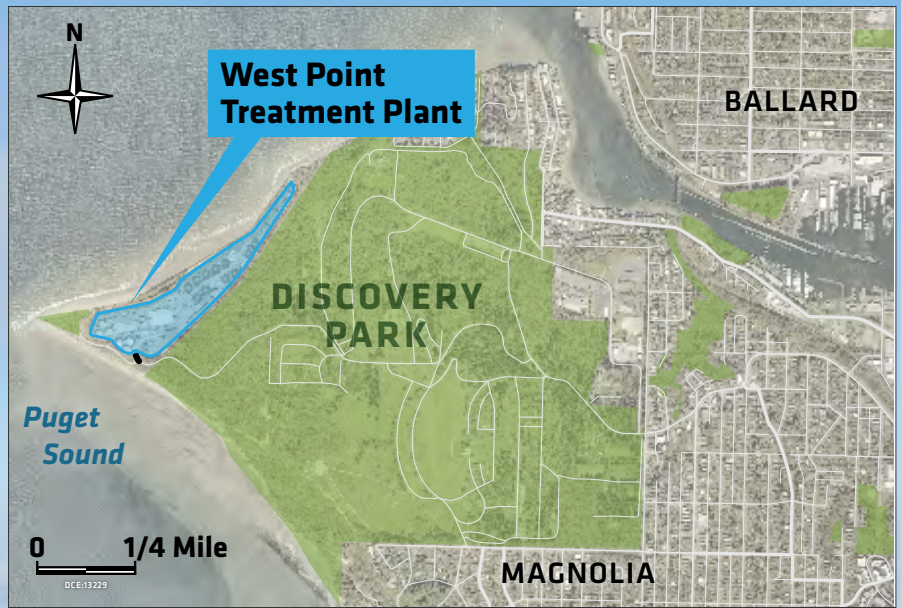 N
West Point
Treatment Plant
BALLARD
DISCOVERY
PARK
Puget
Sound
0 1/4 Mile
DCE:13229
MAGNOLIA